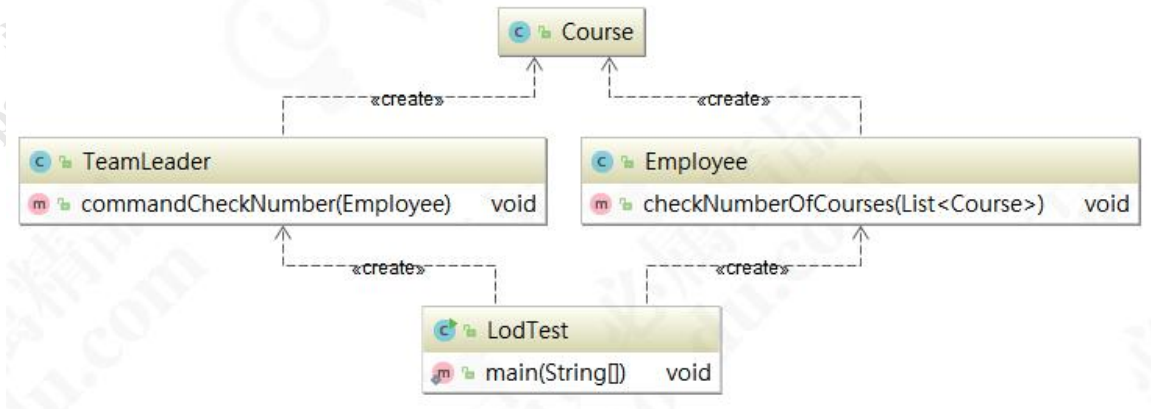 Course
«create» «create»
TeamLeader
commandCheckNumber(Employee) void
Employee
checkNumberOfCourses(List<Course>) void
«create» «create»
LodTest
main(String[]) void